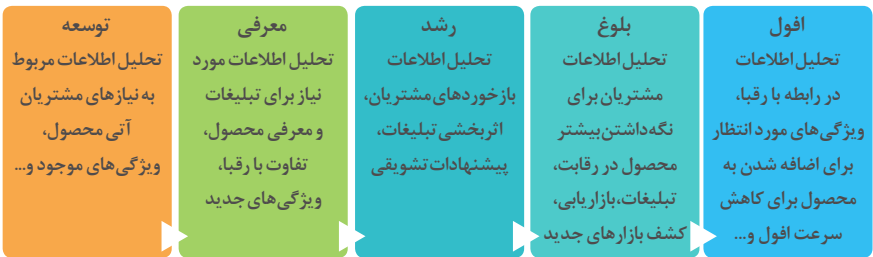 توسعه
تحلیل اطلاعات مربوط
به نیازهای مشتریان
آتی محصول،
ویژگی‌های موجود و...
معرفی
تحلیل اطلاعات مورد
نیاز برای تبلیغات
و معرفی محصول،
تفاوت با رقبا،
ویژگی‌های جدید
رشد
تحلیل اطلاعات
بازخوردهای مشتریان،
اثربخشی تبلیغات،
پیشنهادات تشویقی
بلوغ
تحلیل اطلاعات
مشتریان برای
نگه‌داشتن بیشتر
محصول در رقابت،
تبلیغات، بازاریابی،
کشف بازارهای جدید
افول
تحلیل اطلاعات
در رابطه با رقبا،
ویژگی‌های مورد انتظار
برای اضافه شدن به
محصول برای کاهش
سرعت افول و...